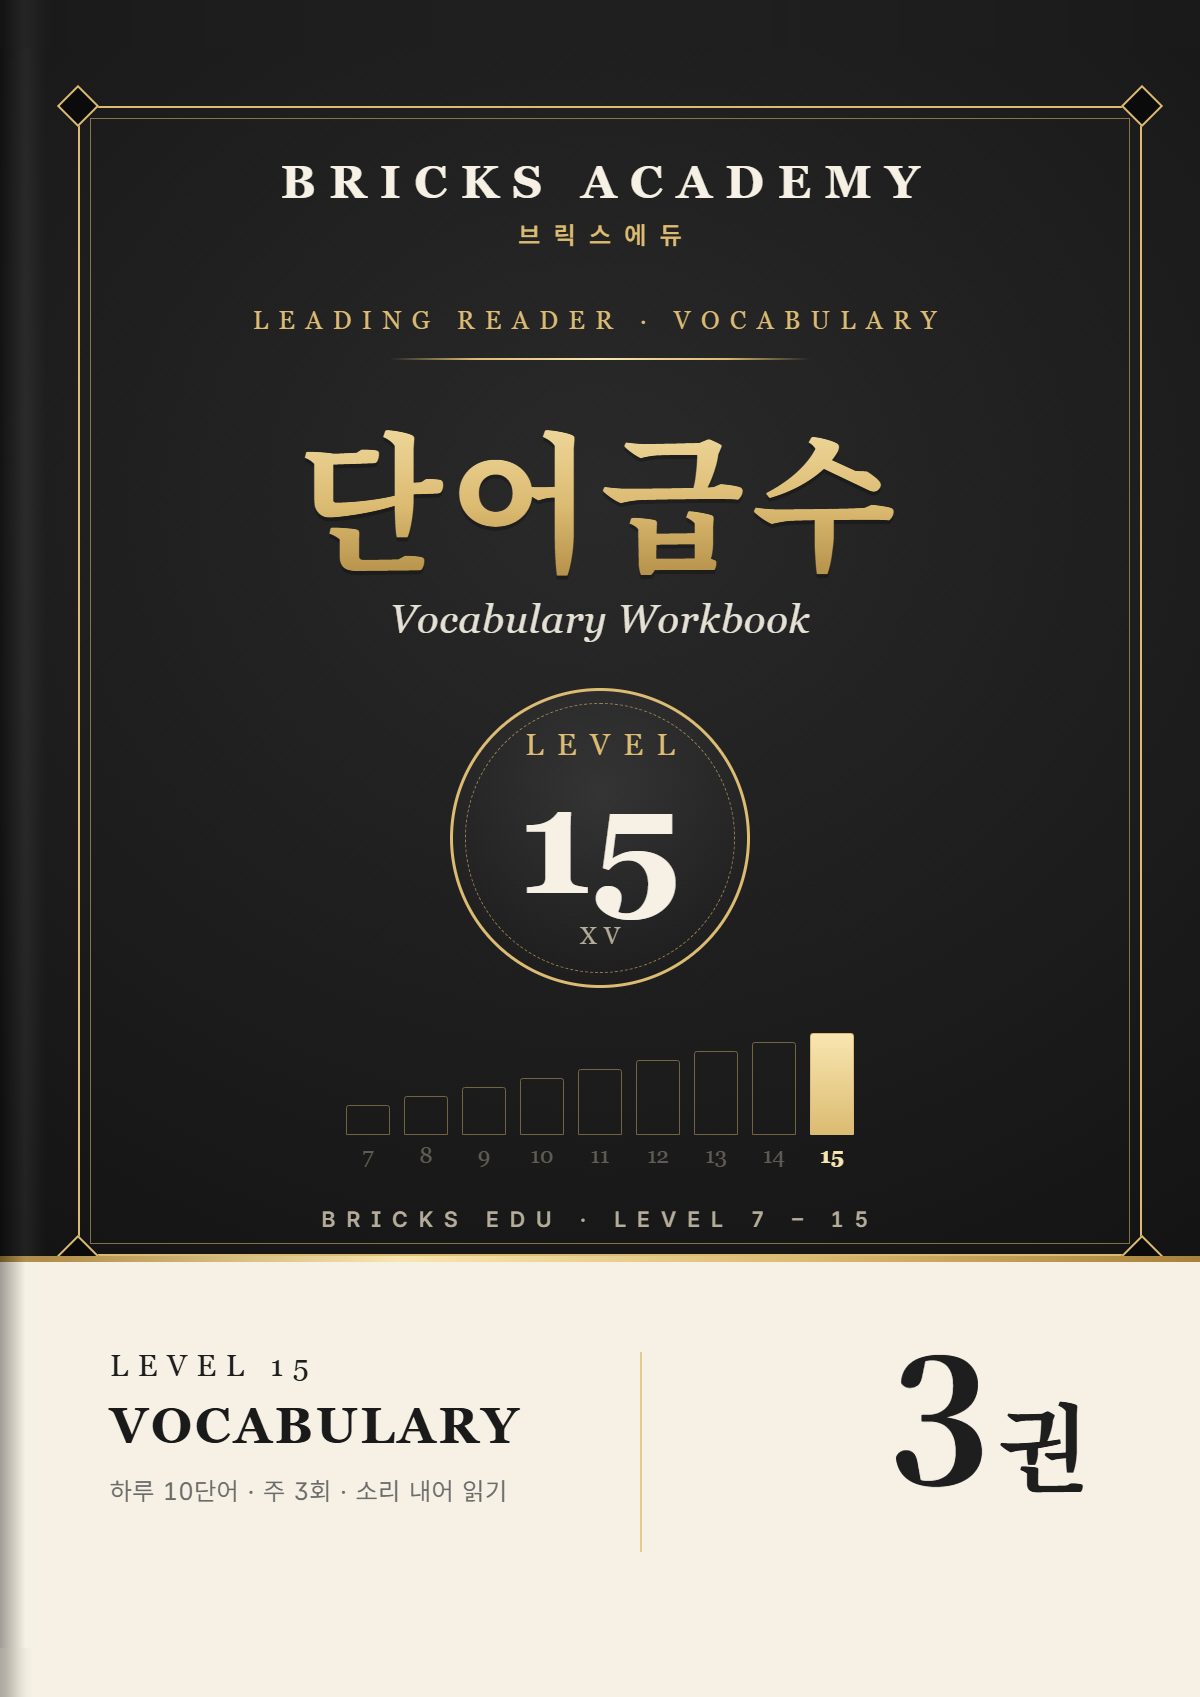 BRICKS ACADEMY
브릭스에듀
LEADING READER · VOCABULARY
단어급수
Vocabulary Workbook
LEVEL
15
XV
7 8 9 10 11 12 13 14 15
BRICKS EDU · LEVEL 7 – 15
LEVEL 15
VOCABULARY
하루 10단어 · 주 3회 · 소리 내어 읽기
3권